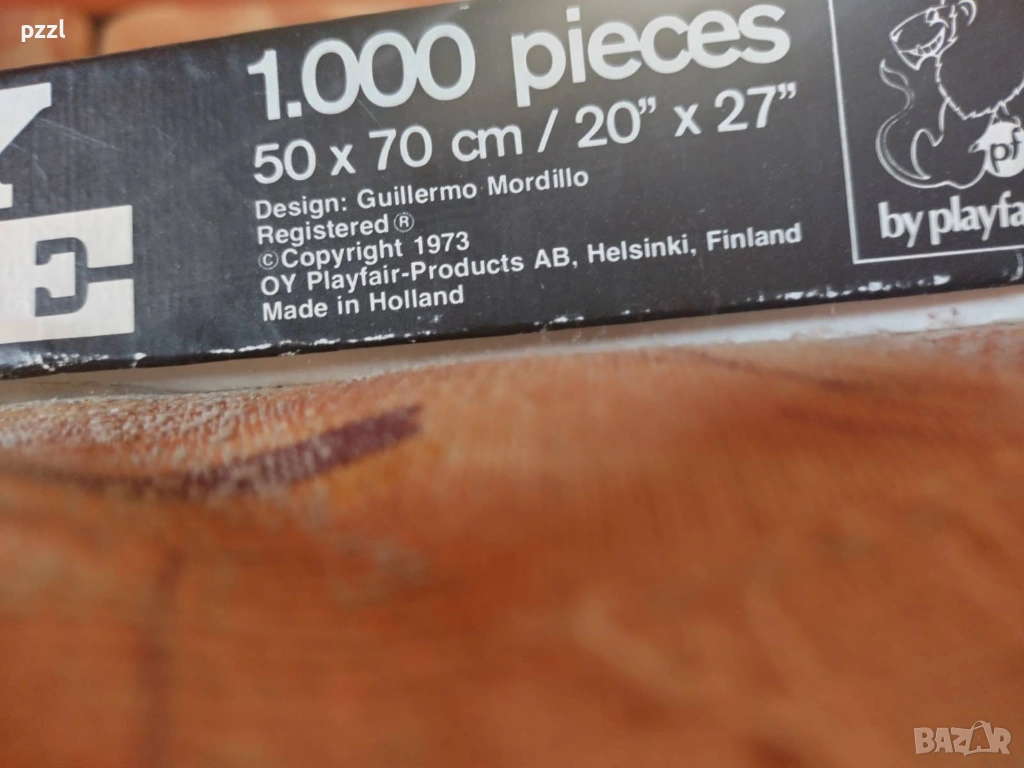 pzzl
1.000 pieces
50 x 70 cm / 20" x 27"
Design: Guillermo Mordillo
Registered ®
© Copyright 1973
OY Playfair-Products AB, Helsinki, Finland
Made in Holland
pf
by playfa
Y
E
BAZAR